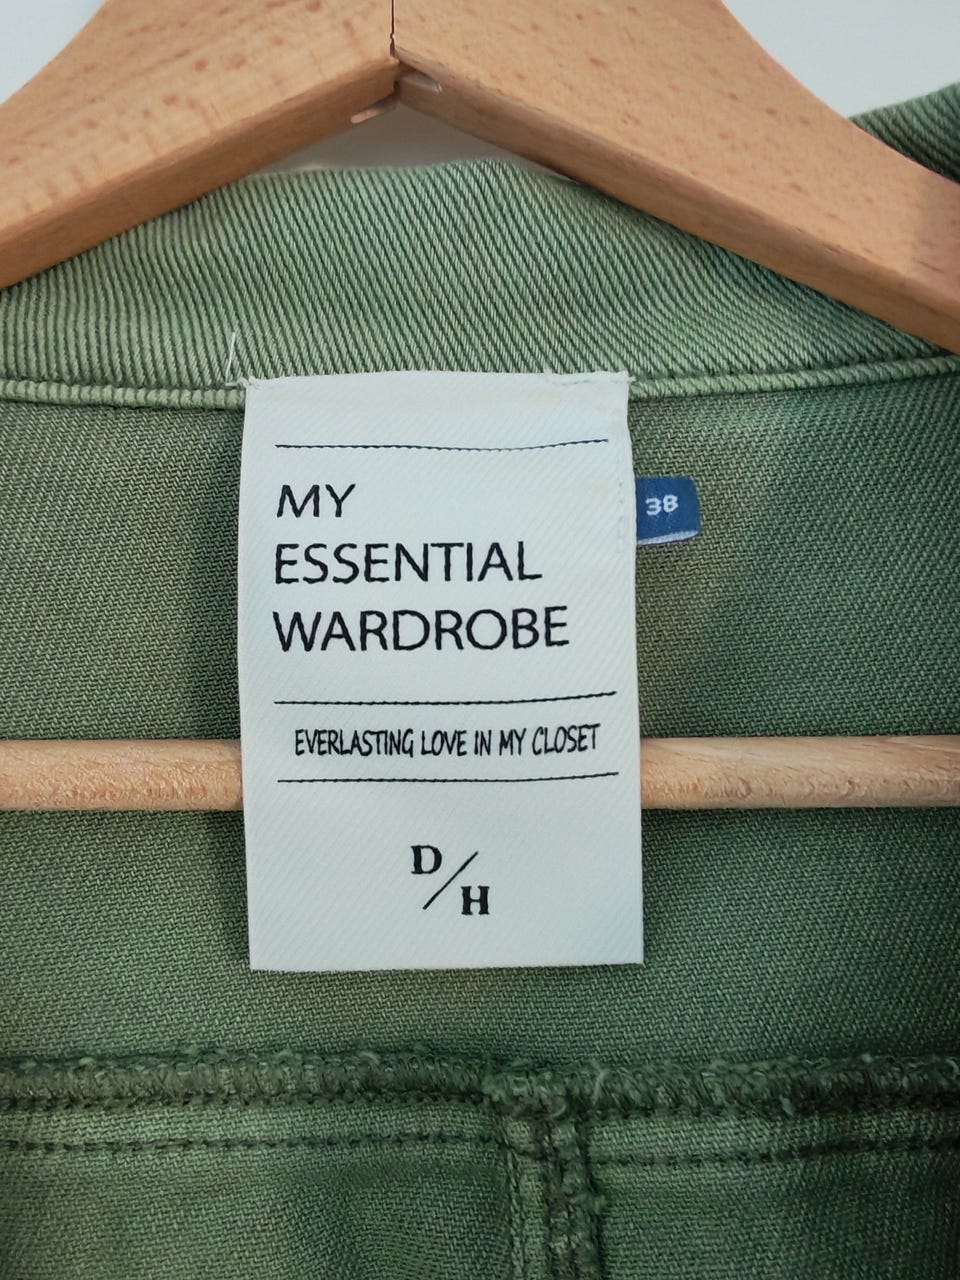 MY
ESSENTIAL
WARDROBE
38
EVERLASTING LOVE IN MY CLOSET
D/H